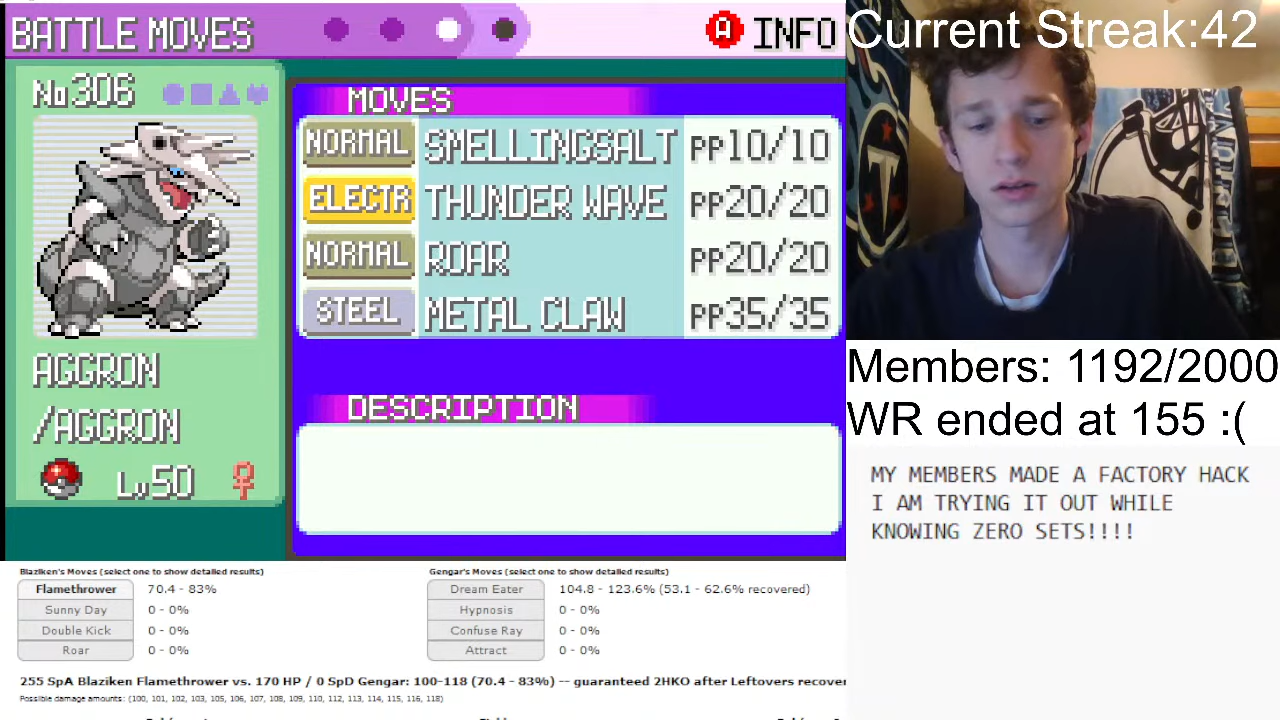 BATTLE MOVES
A INFO
No306
MOVES
NORMAL SMELLINGSALT PP10/10
ELECTR THUNDER WAVE PP20/20
NORMAL ROAR PP20/20
STEEL METAL CLAW PP35/35
AGGRON
/AGGRON
Lv50 ♀
DESCRIPTION
Current Streak:42
Members: 1192/2000
WR ended at 155 :(
MY MEMBERS MADE A FACTORY HACK
I AM TRYING IT OUT WHILE
KNOWING ZERO SETS!!!!
Blaziken's Moves (select one to show detailed results)
Flamethrower 70.4 - 83%
Sunny Day 0 - 0%
Double Kick 0 - 0%
Roar 0 - 0%
Gengar's Moves (select one to show detailed results)
Dream Eater 104.8 - 123.6% (53.1 - 62.6% recovered)
Hypnosis 0 - 0%
Confuse Ray 0 - 0%
Attract 0 - 0%
255 SpA Blaziken Flamethrower vs. 170 HP / 0 SpD Gengar: 100-118 (70.4 - 83%) -- guaranteed 2HKO after Leftovers recover
Possible damage amounts: (100, 101, 102, 103, 105, 106, 107, 108, 109, 110, 112, 113, 114, 115, 116, 118)